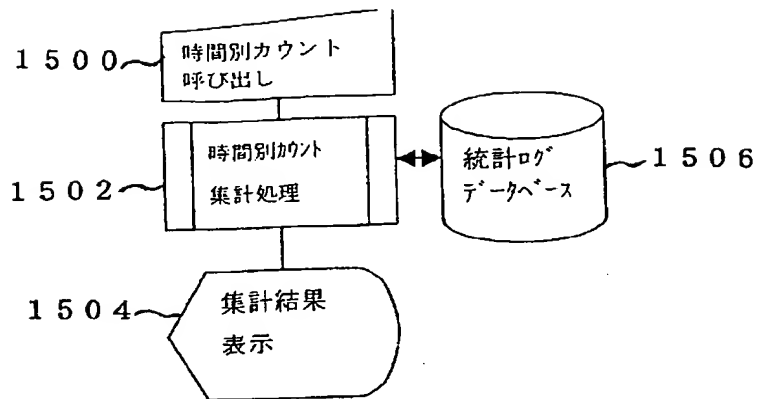 1500
時間別カウント
呼び出し
1502
時間別ｶｳﾝﾄ
集計処理
統計ﾛｸﾞ
ﾃﾞｰﾀﾍﾞｰｽ
1506
1504
集計結果
表示